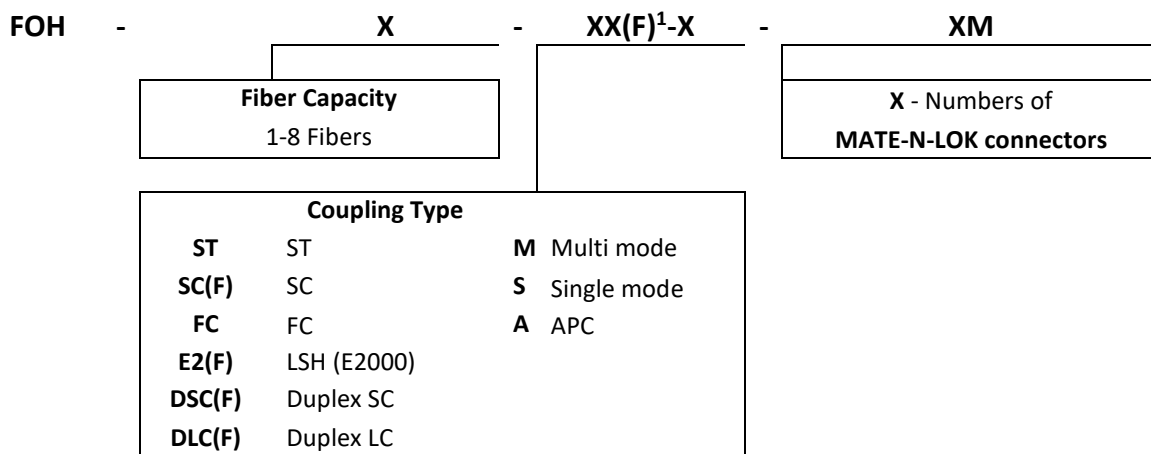 FOH - X - XX(F)¹-X - XM
Fiber Capacity
1-8 Fibers
X - Numbers of
MATE-N-LOK connectors
Coupling Type
ST ST M Multi mode
SC(F) SC S Single mode
FC FC A APC
E2(F) LSH (E2000)
DSC(F) Duplex SC
DLC(F) Duplex LC